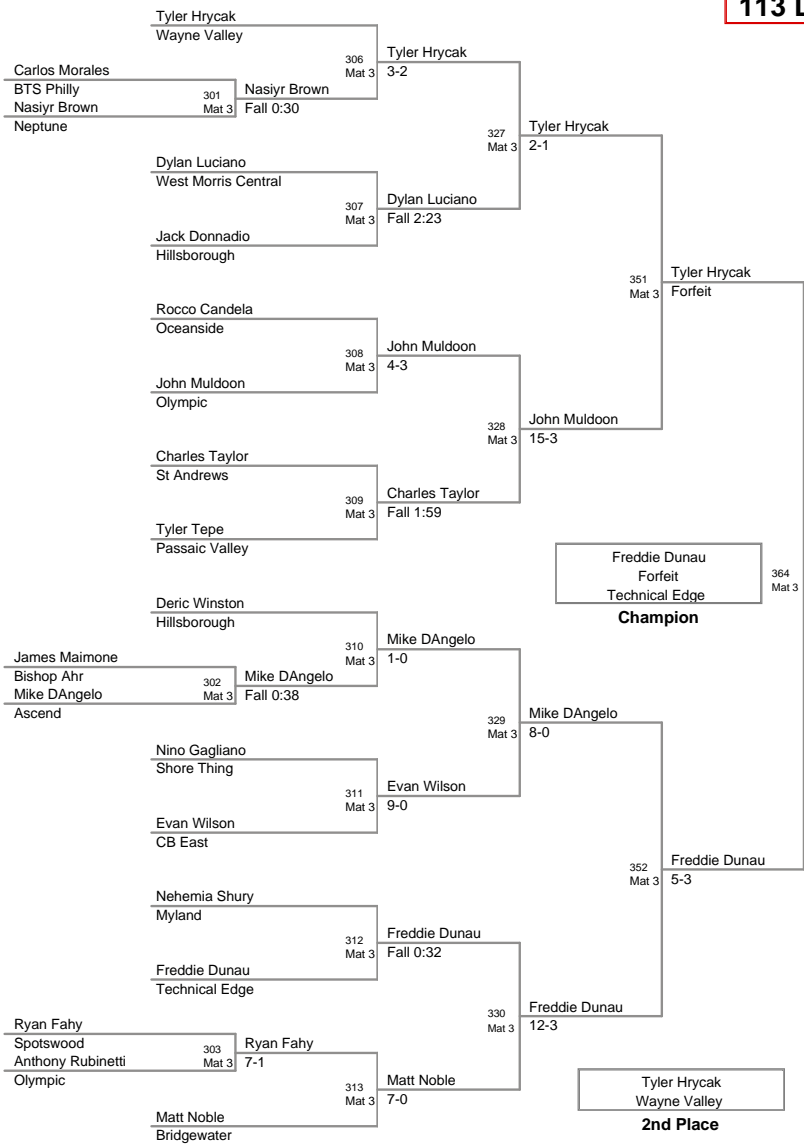 113 L
Tyler Hrycak
Wayne Valley
306
Mat 3
Tyler Hrycak
3-2
Carlos Morales
BTS Philly
301
Mat 3
Nasiyr Brown
Fall 0:30
Nasiyr Brown
Neptune
327
Mat 3
Tyler Hrycak
2-1
Dylan Luciano
West Morris Central
307
Mat 3
Dylan Luciano
Fall 2:23
Jack Donnadio
Hillsborough
351
Mat 3
Tyler Hrycak
Forfeit
Rocco Candela
Oceanside
308
Mat 3
John Muldoon
4-3
John Muldoon
Olympic
328
Mat 3
John Muldoon
15-3
Charles Taylor
St Andrews
309
Mat 3
Charles Taylor
Fall 1:59
Tyler Tepe
Passaic Valley
Freddie Dunau
Forfeit
Technical Edge
Champion
364
Mat 3
Deric Winston
Hillsborough
310
Mat 3
Mike DAngelo
1-0
James Maimone
Bishop Ahr
302
Mat 3
Mike DAngelo
Fall 0:38
Mike DAngelo
Ascend
329
Mat 3
Mike DAngelo
8-0
Nino Gagliano
Shore Thing
311
Mat 3
Evan Wilson
9-0
Evan Wilson
CB East
352
Mat 3
Freddie Dunau
5-3
Nehemia Shury
Myland
312
Mat 3
Freddie Dunau
Fall 0:32
Freddie Dunau
Technical Edge
330
Mat 3
Freddie Dunau
12-3
Ryan Fahy
Spotswood
303
Mat 3
Ryan Fahy
7-1
Anthony Rubinetti
Olympic
313
Mat 3
Matt Noble
7-0
Matt Noble
Bridgewater
Tyler Hrycak
Wayne Valley
2nd Place